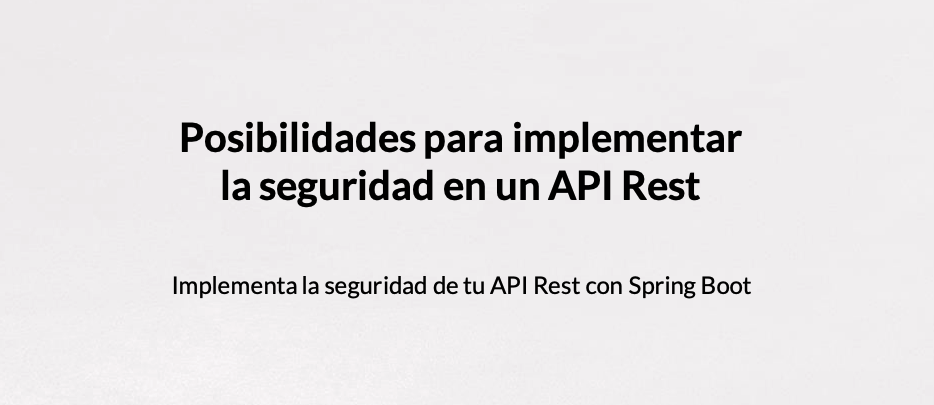 Posibilidades para implementar
la seguridad en un API Rest
Implementa la seguridad de tu API Rest con Spring Boot